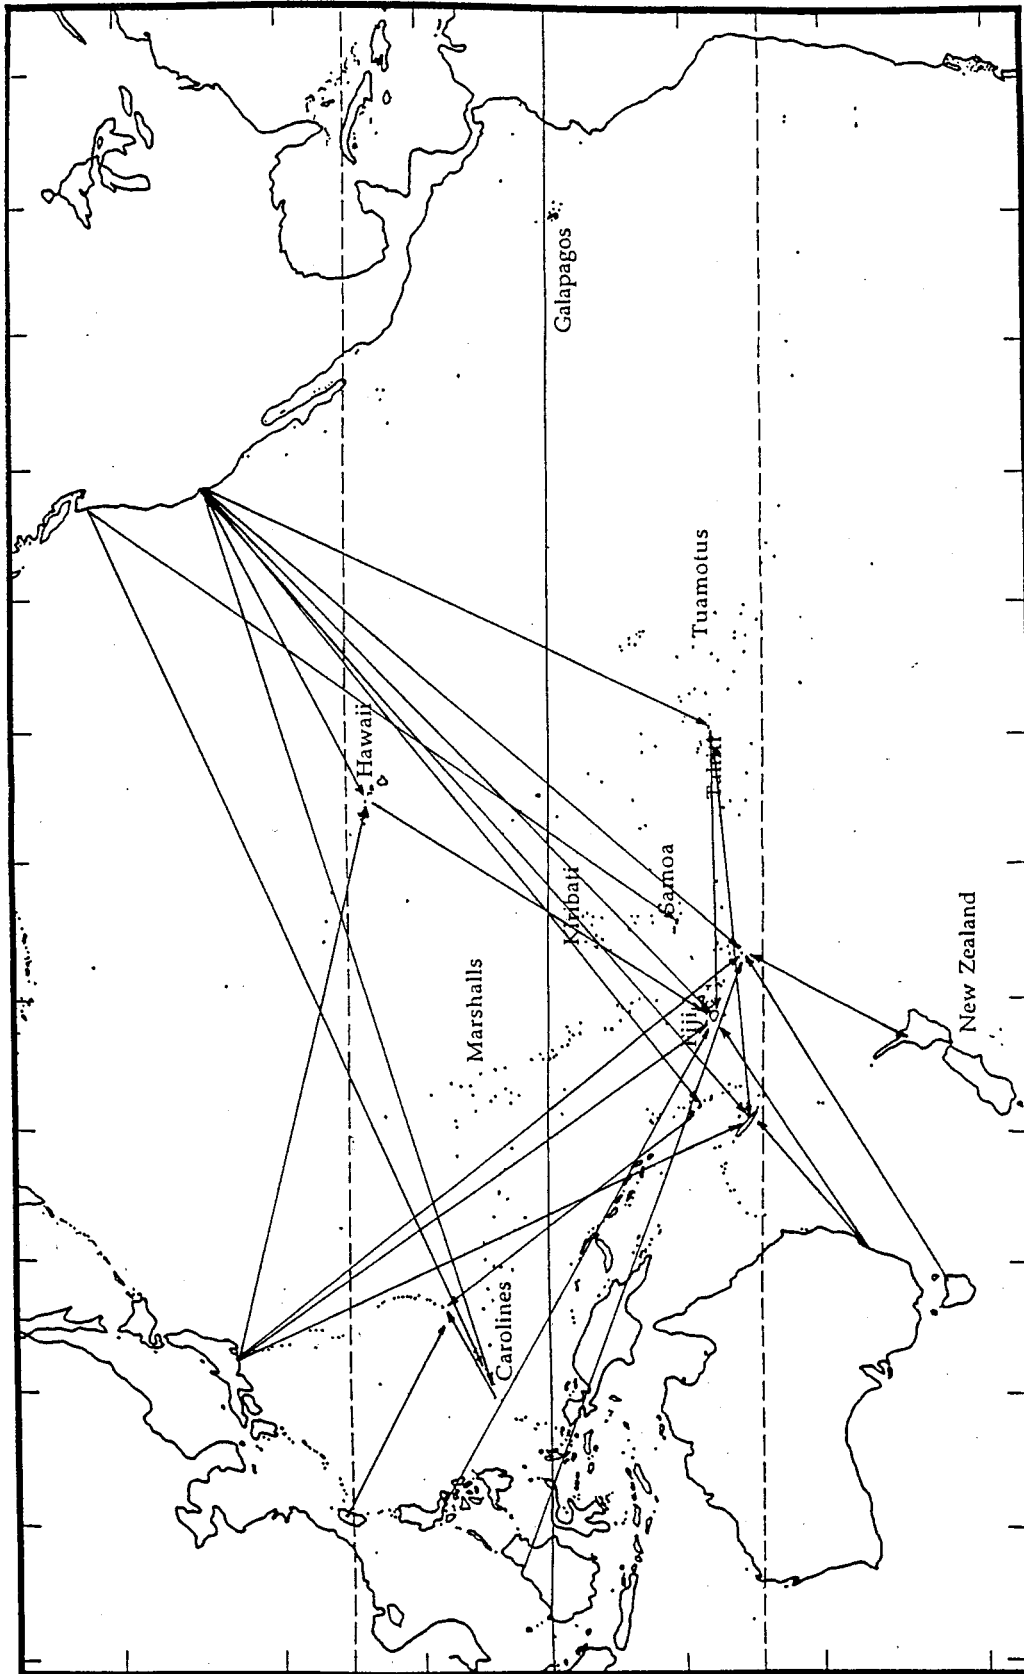 Galapagos
Tuamotus
Hawaii
Tahiti
Samoa
Kiribati
Marshalls
Fiji
New Zealand
Carolines